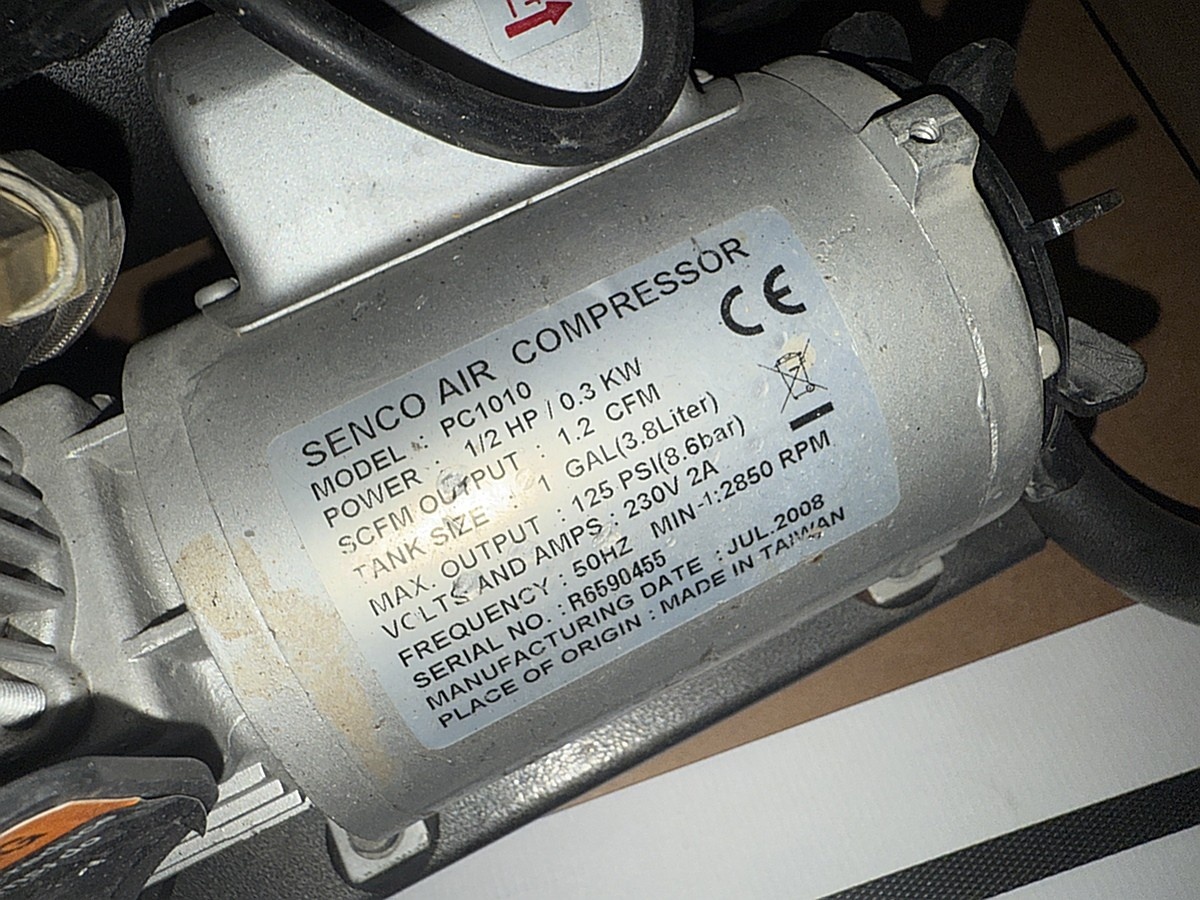 SENCO AIR COMPRESSOR
CE
MODEL : PC1010
POWER : 1/2 HP / 0.3 KW
SCFM OUTPUT : 1.2 CFM
TANK SIZE : 1 GAL(3.8Liter)
MAX. OUTPUT : 125 PSI(8.6bar)
VOLTS AND AMPS : 230V 2A
FREQUENCY : 50HZ MIN-1:2850 RPM
SERIAL NO. : R6590455
MANUFACTURING DATE : JUL.2008
PLACE OF ORIGIN : MADE IN TAIWAN